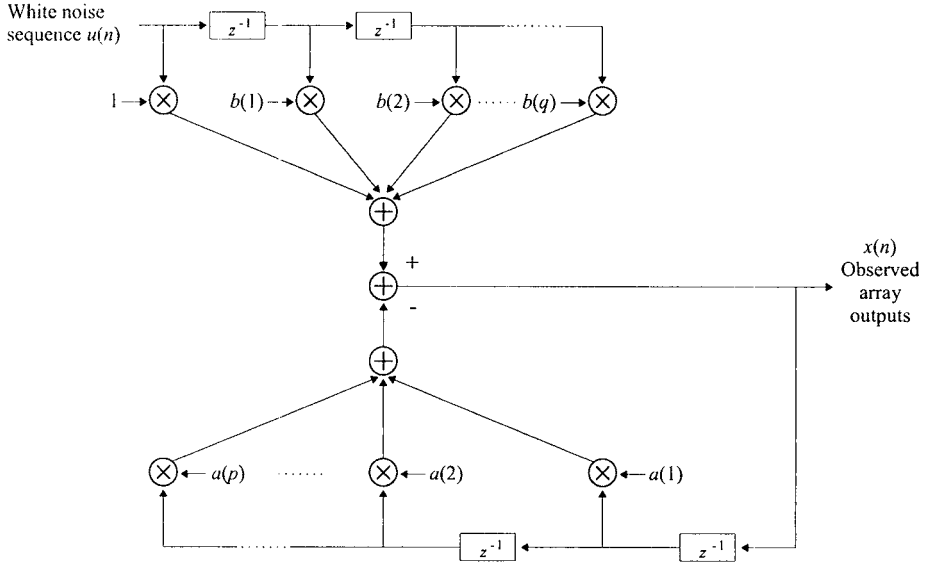 White noise
sequence u(n)
z⁻¹
z⁻¹
1
b(1)
b(2)
······
b(q)
+
-
x(n)
Observed
array
outputs
a(p)
······
a(2)
a(1)
z⁻¹
z⁻¹